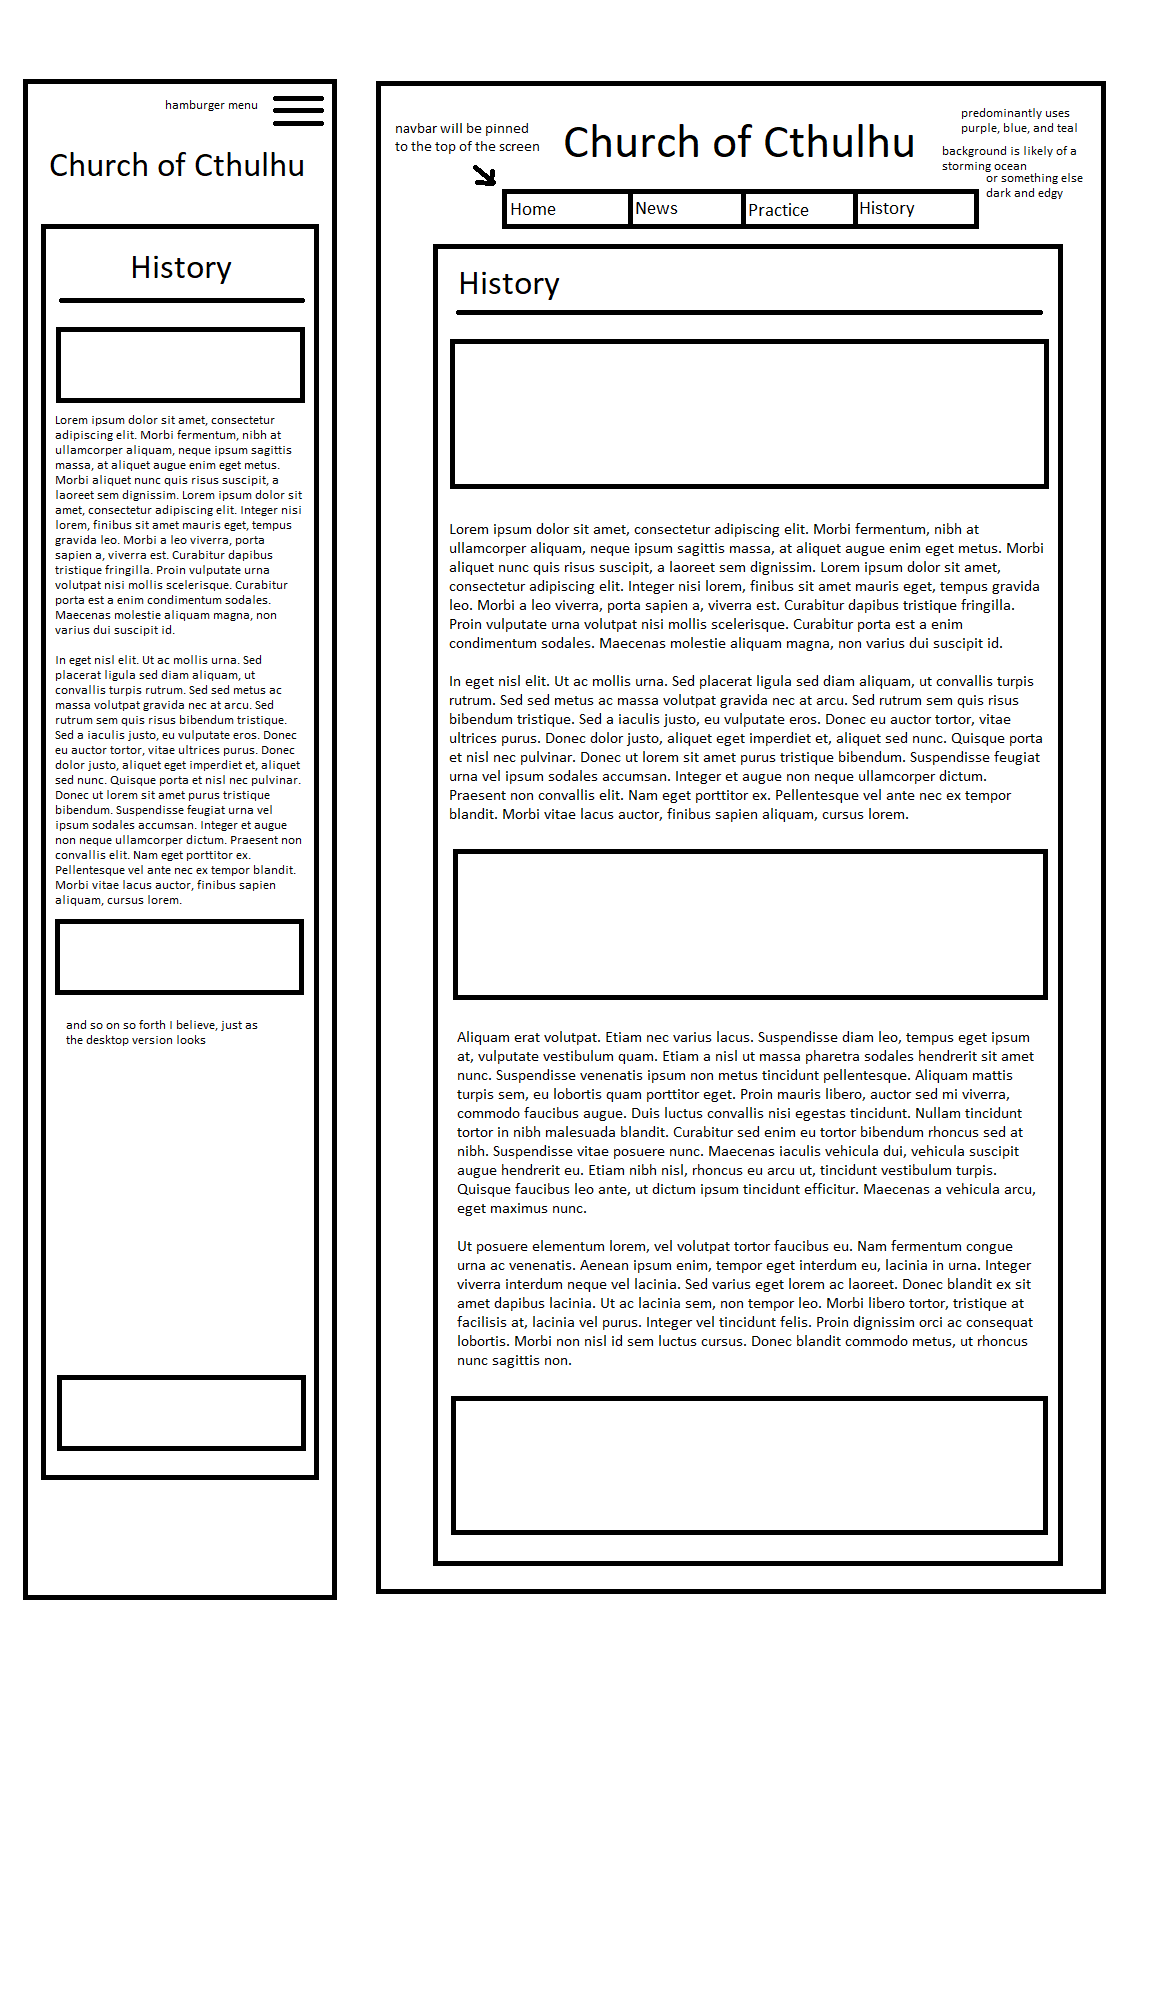 hamburger menu
Church of Cthulhu
History
Lorem ipsum dolor sit amet, consectetur
adipiscing elit. Morbi fermentum, nibh at
ullamcorper aliquam, neque ipsum sagittis
massa, at aliquet augue enim eget metus.
Morbi aliquet nunc quis risus suscipit, a
laoreet sem dignissim. Lorem ipsum dolor sit
amet, consectetur adipiscing elit. Integer nisi
lorem, finibus sit amet mauris eget, tempus
gravida leo. Morbi a leo viverra, porta
sapien a, viverra est. Curabitur dapibus
tristique fringilla. Proin vulputate urna
volutpat nisi mollis scelerisque. Curabitur
porta est a enim condimentum sodales.
Maecenas molestie aliquam magna, non
varius dui suscipit id.
In eget nisl elit. Ut ac mollis urna. Sed
placerat ligula sed diam aliquam, ut
convallis turpis rutrum. Sed sed metus ac
massa volutpat gravida nec at arcu. Sed
rutrum sem quis risus bibendum tristique.
Sed a iaculis justo, eu vulputate eros. Donec
eu auctor tortor, vitae ultrices purus. Donec
dolor justo, aliquet eget imperdiet et, aliquet
sed nunc. Quisque porta et nisl nec pulvinar.
Donec ut lorem sit amet purus tristique
bibendum. Suspendisse feugiat urna vel
ipsum sodales accumsan. Integer et augue
non neque ullamcorper dictum. Praesent non
convallis elit. Nam eget porttitor ex.
Pellentesque vel ante nec ex tempor blandit.
Morbi vitae lacus auctor, finibus sapien
aliquam, cursus lorem.
and so on so forth I believe, just as
the desktop version looks
navbar will be pinned
to the top of the screen
Church of Cthulhu
predominantly uses
purple, blue, and teal
background is likely of a
storming ocean
or something else
dark and edgy
Home
News
Practice
History
History
Lorem ipsum dolor sit amet, consectetur adipiscing elit. Morbi fermentum, nibh at
ullamcorper aliquam, neque ipsum sagittis massa, at aliquet augue enim eget metus. Morbi
aliquet nunc quis risus suscipit, a laoreet sem dignissim. Lorem ipsum dolor sit amet,
consectetur adipiscing elit. Integer nisi lorem, finibus sit amet mauris eget, tempus gravida
leo. Morbi a leo viverra, porta sapien a, viverra est. Curabitur dapibus tristique fringilla.
Proin vulputate urna volutpat nisi mollis scelerisque. Curabitur porta est a enim
condimentum sodales. Maecenas molestie aliquam magna, non varius dui suscipit id.
In eget nisl elit. Ut ac mollis urna. Sed placerat ligula sed diam aliquam, ut convallis turpis
rutrum. Sed sed metus ac massa volutpat gravida nec at arcu. Sed rutrum sem quis risus
bibendum tristique. Sed a iaculis justo, eu vulputate eros. Donec eu auctor tortor, vitae
ultrices purus. Donec dolor justo, aliquet eget imperdiet et, aliquet sed nunc. Quisque porta
et nisl nec pulvinar. Donec ut lorem sit amet purus tristique bibendum. Suspendisse feugiat
urna vel ipsum sodales accumsan. Integer et augue non neque ullamcorper dictum.
Praesent non convallis elit. Nam eget porttitor ex. Pellentesque vel ante nec ex tempor
blandit. Morbi vitae lacus auctor, finibus sapien aliquam, cursus lorem.
Aliquam erat volutpat. Etiam nec varius lacus. Suspendisse diam leo, tempus eget ipsum
at, vulputate vestibulum quam. Etiam a nisl ut massa pharetra sodales hendrerit sit amet
nunc. Suspendisse venenatis ipsum non metus tincidunt pellentesque. Aliquam mattis
turpis sem, eu lobortis quam porttitor eget. Proin mauris libero, auctor sed mi viverra,
commodo faucibus augue. Duis luctus convallis nisi egestas tincidunt. Nullam tincidunt
tortor in nibh malesuada blandit. Curabitur sed enim eu tortor bibendum rhoncus sed at
nibh. Suspendisse vitae posuere nunc. Maecenas iaculis vehicula dui, vehicula suscipit
augue hendrerit eu. Etiam nibh nisl, rhoncus eu arcu ut, tincidunt vestibulum turpis.
Quisque faucibus leo ante, ut dictum ipsum tincidunt efficitur. Maecenas a vehicula arcu,
eget maximus nunc.
Ut posuere elementum lorem, vel volutpat tortor faucibus eu. Nam fermentum congue
urna ac venenatis. Aenean ipsum enim, tempor eget interdum eu, lacinia in urna. Integer
viverra interdum neque vel lacinia. Sed varius eget lorem ac laoreet. Donec blandit ex sit
amet dapibus lacinia. Ut ac lacinia sem, non tempor leo. Morbi libero tortor, tristique at
facilisis at, lacinia vel purus. Integer vel tincidunt felis. Proin dignissim orci ac consequat
lobortis. Morbi non nisl id sem luctus cursus. Donec blandit commodo metus, ut rhoncus
nunc sagittis non.